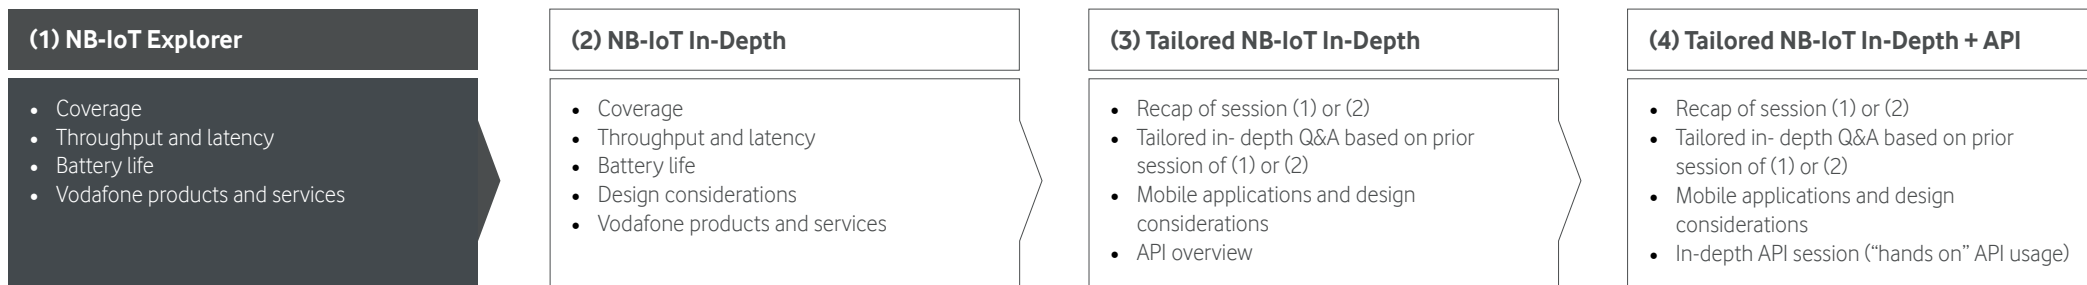 (1) NB-IoT Explorer
• Coverage
• Throughput and latency
• Battery life
• Vodafone products and services
(2) NB-IoT In-Depth
• Coverage
• Throughput and latency
• Battery life
• Design considerations
• Vodafone products and services
(3) Tailored NB-IoT In-Depth
• Recap of session (1) or (2)
• Tailored in- depth Q&A based on prior
session of (1) or (2)
• Mobile applications and design
considerations
• API overview
(4) Tailored NB-IoT In-Depth + API
• Recap of session (1) or (2)
• Tailored in- depth Q&A based on prior
session of (1) or (2)
• Mobile applications and design
considerations
• In-depth API session (“hands on” API usage)